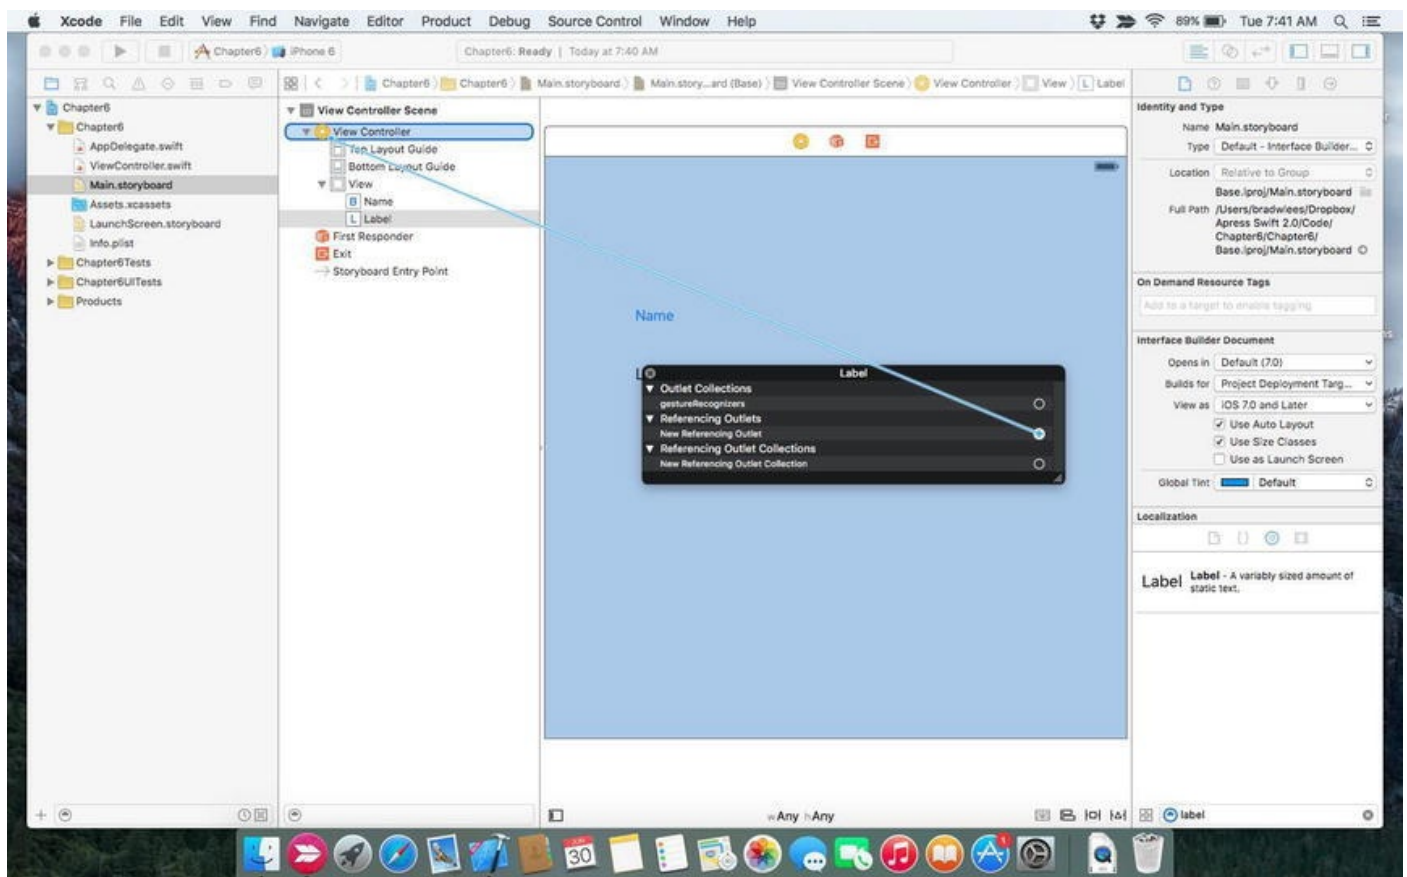 Xcode File Edit View Find Navigate Editor Product Debug Source Control Window Help 89% Tue 7:41 AM
Chapter6 iPhone 6 Chapter6: Ready | Today at 7:40 AM
Chapter6 Chapter6 Main.storyboard Main.story...ard (Base) View Controller Scene View Controller View L Label
Chapter6
Chapter6
AppDelegate.swift
ViewController.swift
Main.storyboard
Assets.xcassets
LaunchScreen.storyboard
Info.plist
Chapter6Tests
Chapter6UITests
Products
View Controller Scene
View Controller
Top Layout Guide
Bottom Layout Guide
View
B Name
L Label
First Responder
Exit
Storyboard Entry Point
Name
Label
Outlet Collections
gestureRecognizers
Referencing Outlets
New Referencing Outlet
Referencing Outlet Collections
New Referencing Outlet Collection
w Any h Any
Identity and Type
Name Main.storyboard
Type Default - Interface Builder...
Location Relative to Group
Base.lproj/Main.storyboard
Full Path /Users/bradwlees/Dropbox/
Apress Swift 2.0/Code/
Chapter6/Chapter6/
Base.lproj/Main.storyboard
On Demand Resource Tags
Add to a target to enable tagging
Interface Builder Document
Opens in Default (7.0)
Builds for Project Deployment Targ...
View as iOS 7.0 and Later
Use Auto Layout
Use Size Classes
Use as Launch Screen
Global Tint Default
Localization
Label Label - A variably sized amount of
static text.
label
JUN
30
1